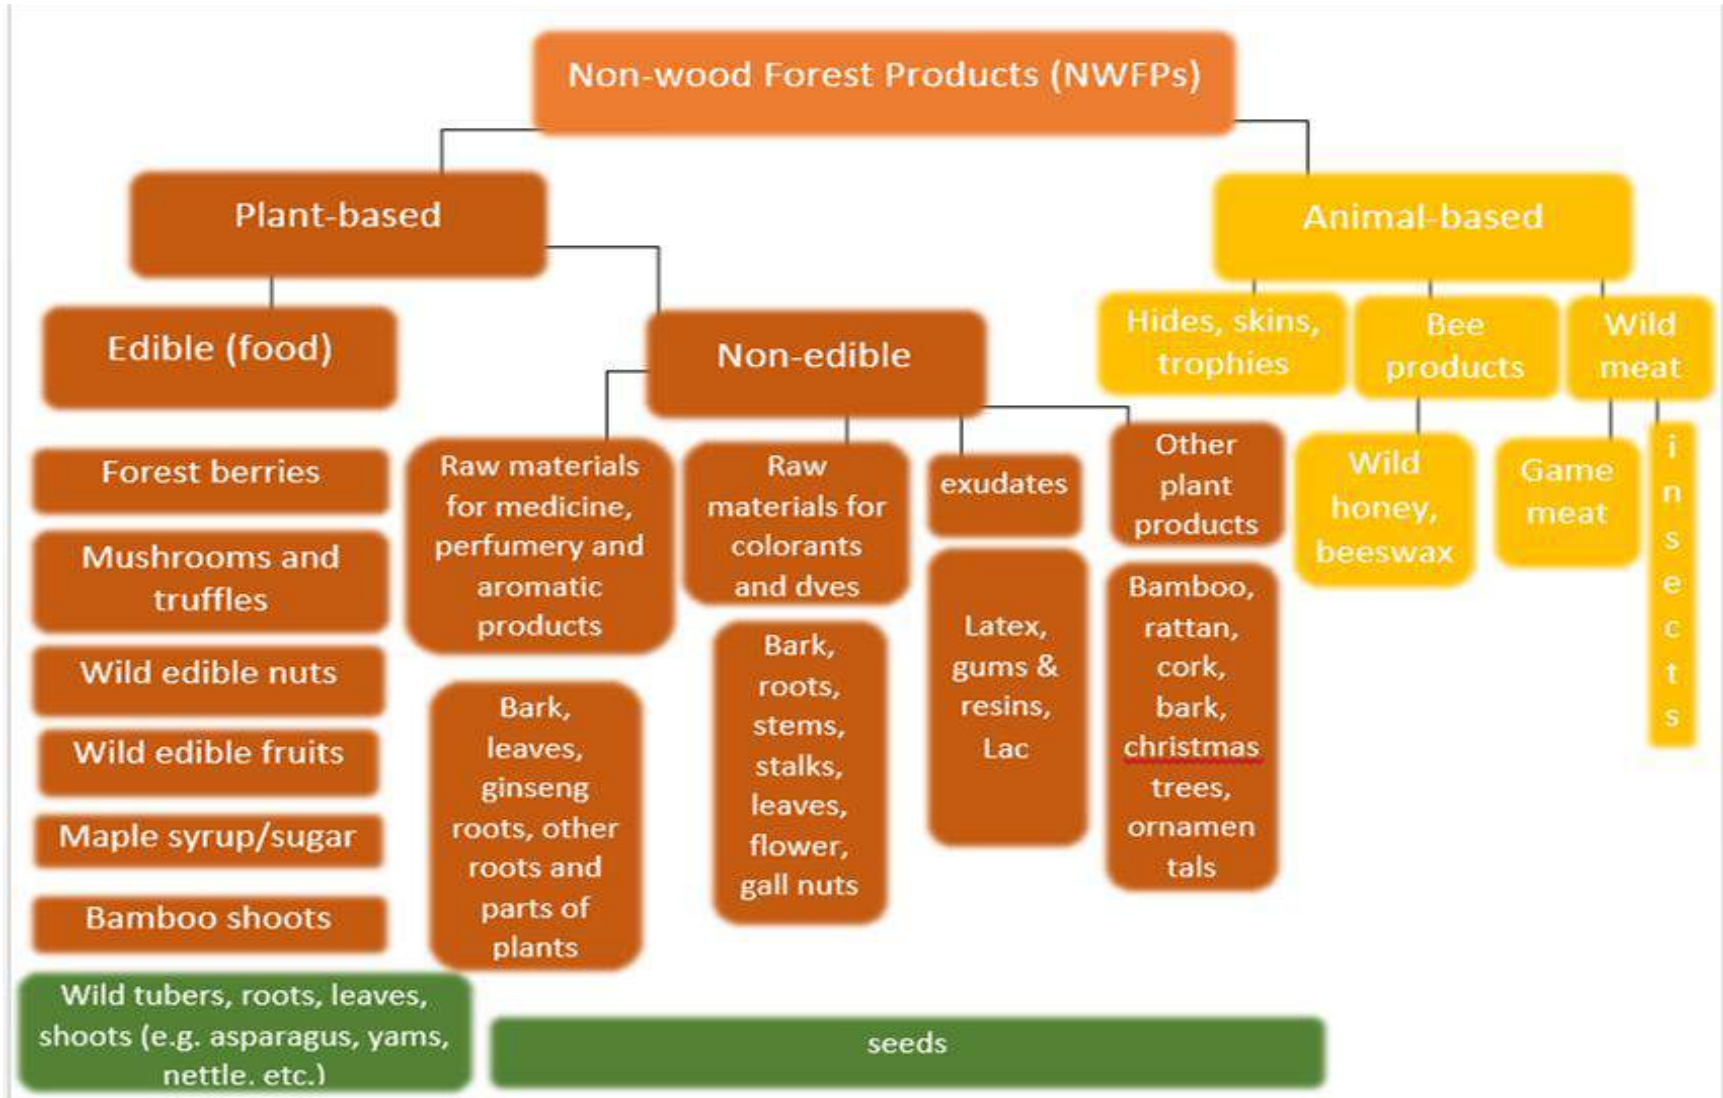 Non-wood Forest Products (NWFPs)
Plant-based
Animal-based
Edible (food)
Non-edible
Hides, skins,
trophies
Bee
products
Wild
meat
Forest berries
Mushrooms and
truffles
Wild edible nuts
Wild edible fruits
Maple syrup/sugar
Bamboo shoots
Wild tubers, roots, leaves,
shoots (e.g. asparagus, yams,
nettle, etc.)
Raw materials
for medicine,
perfumery and
aromatic
products
Bark,
leaves,
ginseng
roots, other
roots and
parts of
plants
Raw
materials for
colorants
and dyes
Bark,
roots,
stems,
stalks,
leaves,
flower,
gall nuts
exudates
Latex,
gums &
resins,
Lac
Other
plant
products
Bamboo,
rattan,
cork,
bark,
christmas
trees,
ornamen
tals
Wild
honey,
beeswax
Game
meat
i
n
s
e
c
t
s
seeds